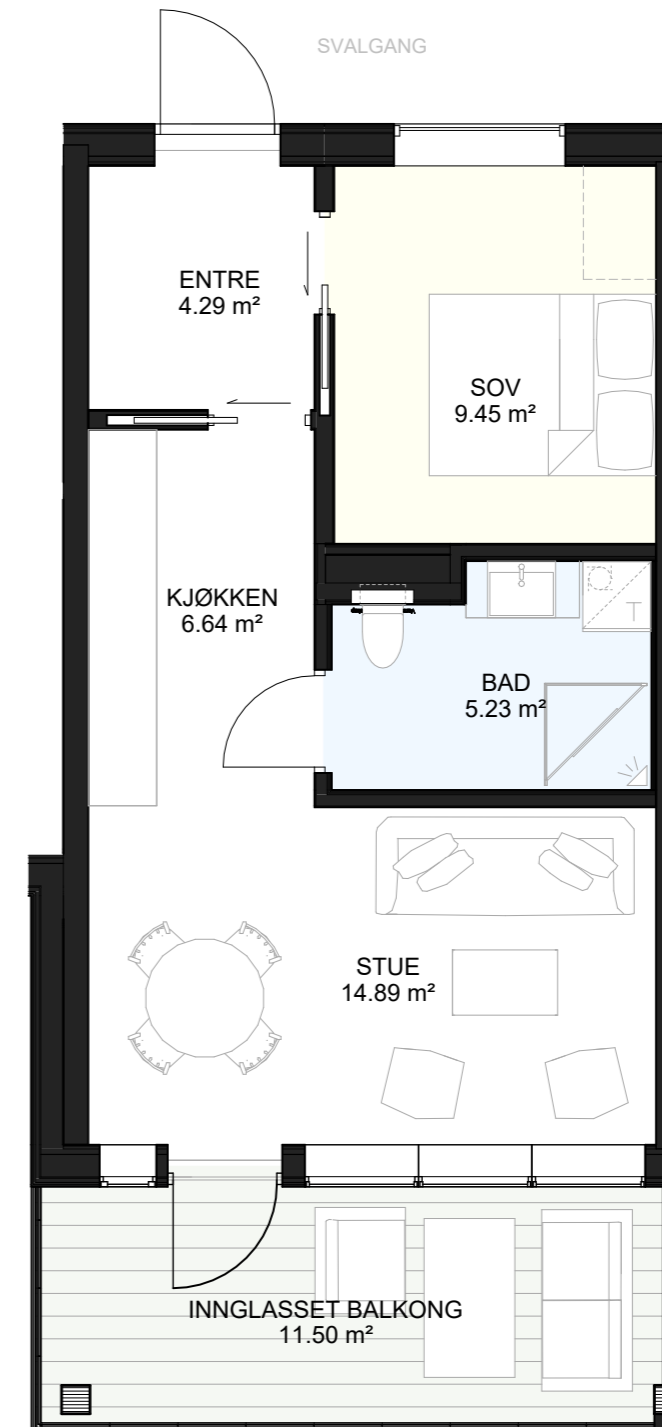 SVALGANG
ENTRE
4.29 m²
SOV
9.45 m²
KJØKKEN
6.64 m²
BAD
5.23 m²
T
STUE
14.89 m²
INNGLASSET BALKONG
11.50 m²